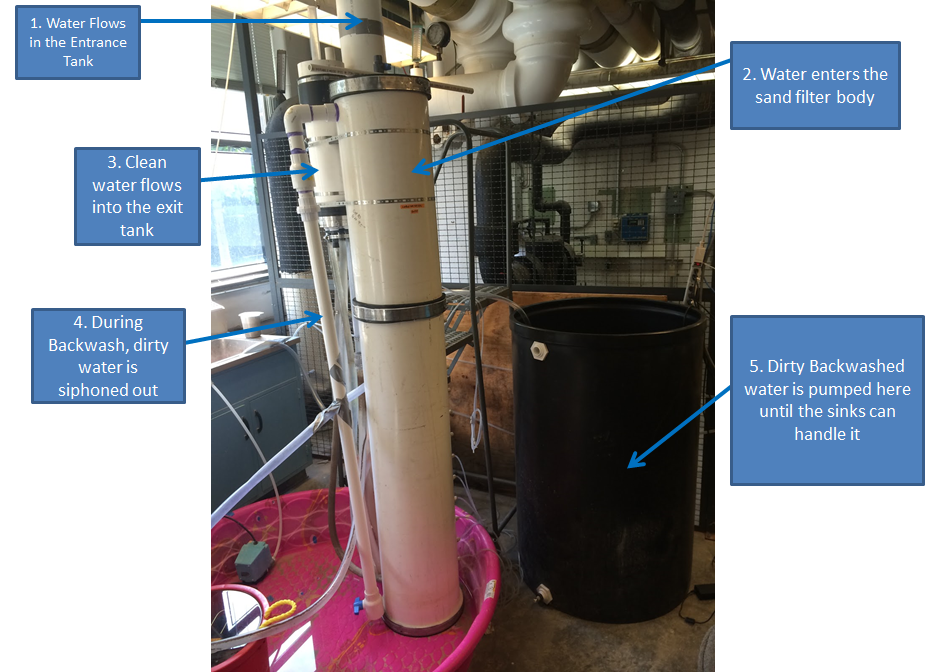 1. Water Flows
in the Entrance
Tank
2. Water enters the
sand filter body
3. Clean
water flows
into the exit
tank
4. During
Backwash, dirty
water is
siphoned out
5. Dirty Backwashed
water is pumped here
until the sinks can
handle it